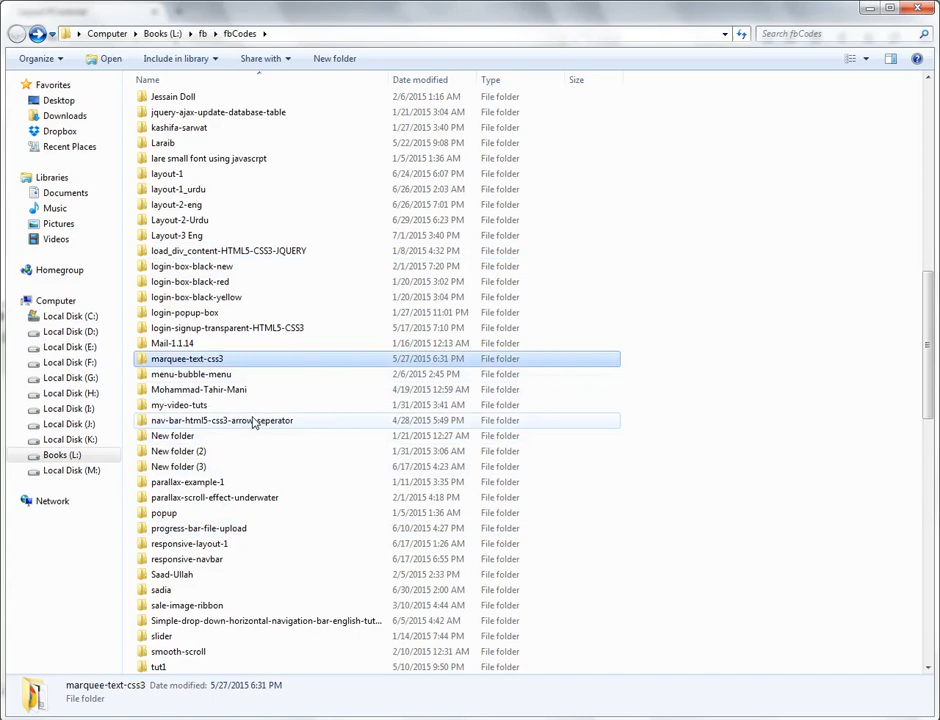 Computer ▸ Books (L:) ▸ fb ▸ fbCodes ▸
Search fbCodes
Organize
Open
Include in library
Share with
New folder
Name
Date modified
Type
Size
Favorites
Desktop
Downloads
Dropbox
Recent Places
Libraries
Documents
Music
Pictures
Videos
Homegroup
Computer
Local Disk (C:)
Local Disk (D:)
Local Disk (E:)
Local Disk (F:)
Local Disk (G:)
Local Disk (H:)
Local Disk (I:)
Local Disk (J:)
Local Disk (K:)
Books (L:)
Local Disk (M:)
Network
Jessain Doll 2/6/2015 1:16 AM File folder
jquery-ajax-update-database-table 1/21/2015 3:04 AM File folder
kashifa-sarwat 1/27/2015 3:40 PM File folder
Laraib 5/22/2015 9:08 PM File folder
lare small font using javascrpt 1/5/2015 1:36 AM File folder
layout-1 6/24/2015 6:07 PM File folder
layout-1_urdu 6/26/2015 2:03 AM File folder
layout-2-eng 6/26/2015 7:01 PM File folder
Layout-2-Urdu 6/29/2015 6:23 PM File folder
Layout-3 Eng 7/1/2015 3:40 PM File folder
load_div_content-HTML5-CSS3-JQUERY 1/8/2015 4:32 PM File folder
login-box-black-new 2/1/2015 7:20 PM File folder
login-box-black-red 1/20/2015 3:02 PM File folder
login-box-black-yellow 1/20/2015 3:04 PM File folder
login-popup-box 1/27/2015 11:01 PM File folder
login-signup-transparent-HTML5-CSS3 5/17/2015 7:10 PM File folder
Mail-1.1.14 1/16/2015 12:13 AM File folder
marquee-text-css3 5/27/2015 6:31 PM File folder
menu-bubble-menu 2/6/2015 2:45 PM File folder
Mohammad-Tahir-Mani 4/19/2015 12:59 AM File folder
my-video-tuts 1/31/2015 3:41 AM File folder
nav-bar-html5-css3-arrow-seperator 4/28/2015 5:49 PM File folder
New folder 1/21/2015 12:27 AM File folder
New folder (2) 1/31/2015 3:06 AM File folder
New folder (3) 6/17/2015 4:23 AM File folder
parallax-example-1 1/11/2015 3:35 PM File folder
parallax-scroll-effect-underwater 2/1/2015 4:18 PM File folder
popup 1/5/2015 1:36 AM File folder
progress-bar-file-upload 6/10/2015 4:27 PM File folder
responsive-layout-1 6/17/2015 1:26 AM File folder
responsive-navbar 6/17/2015 6:55 PM File folder
Saad-Ullah 2/5/2015 2:33 PM File folder
sadia 6/30/2015 2:00 AM File folder
sale-image-ribbon 3/10/2015 4:44 AM File folder
Simple-drop-down-horizontal-navigation-bar-english-tut... 6/5/2015 4:42 AM File folder
slider 1/14/2015 7:44 PM File folder
smooth-scroll 2/10/2015 12:31 AM File folder
tut1 5/10/2015 9:50 PM File folder
marquee-text-css3 Date modified: 5/27/2015 6:31 PM
File folder